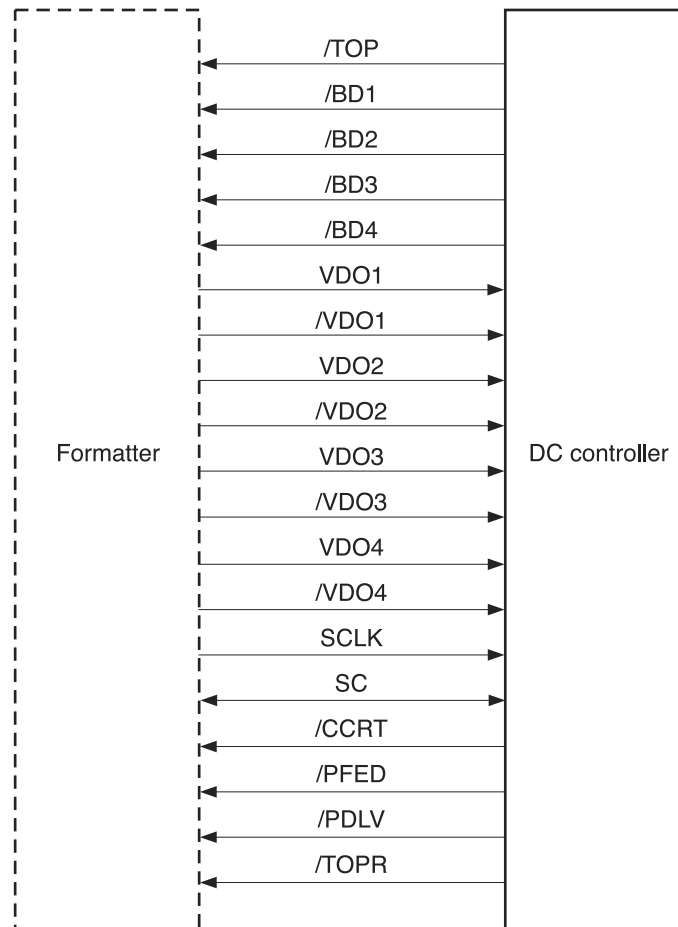 /TOP
/BD1
/BD2
/BD3
/BD4
VDO1
/VDO1
VDO2
/VDO2
Formatter
VDO3
DC controller
/VDO3
VDO4
/VDO4
SCLK
SC
/CCRT
/PFED
/PDLV
/TOPR